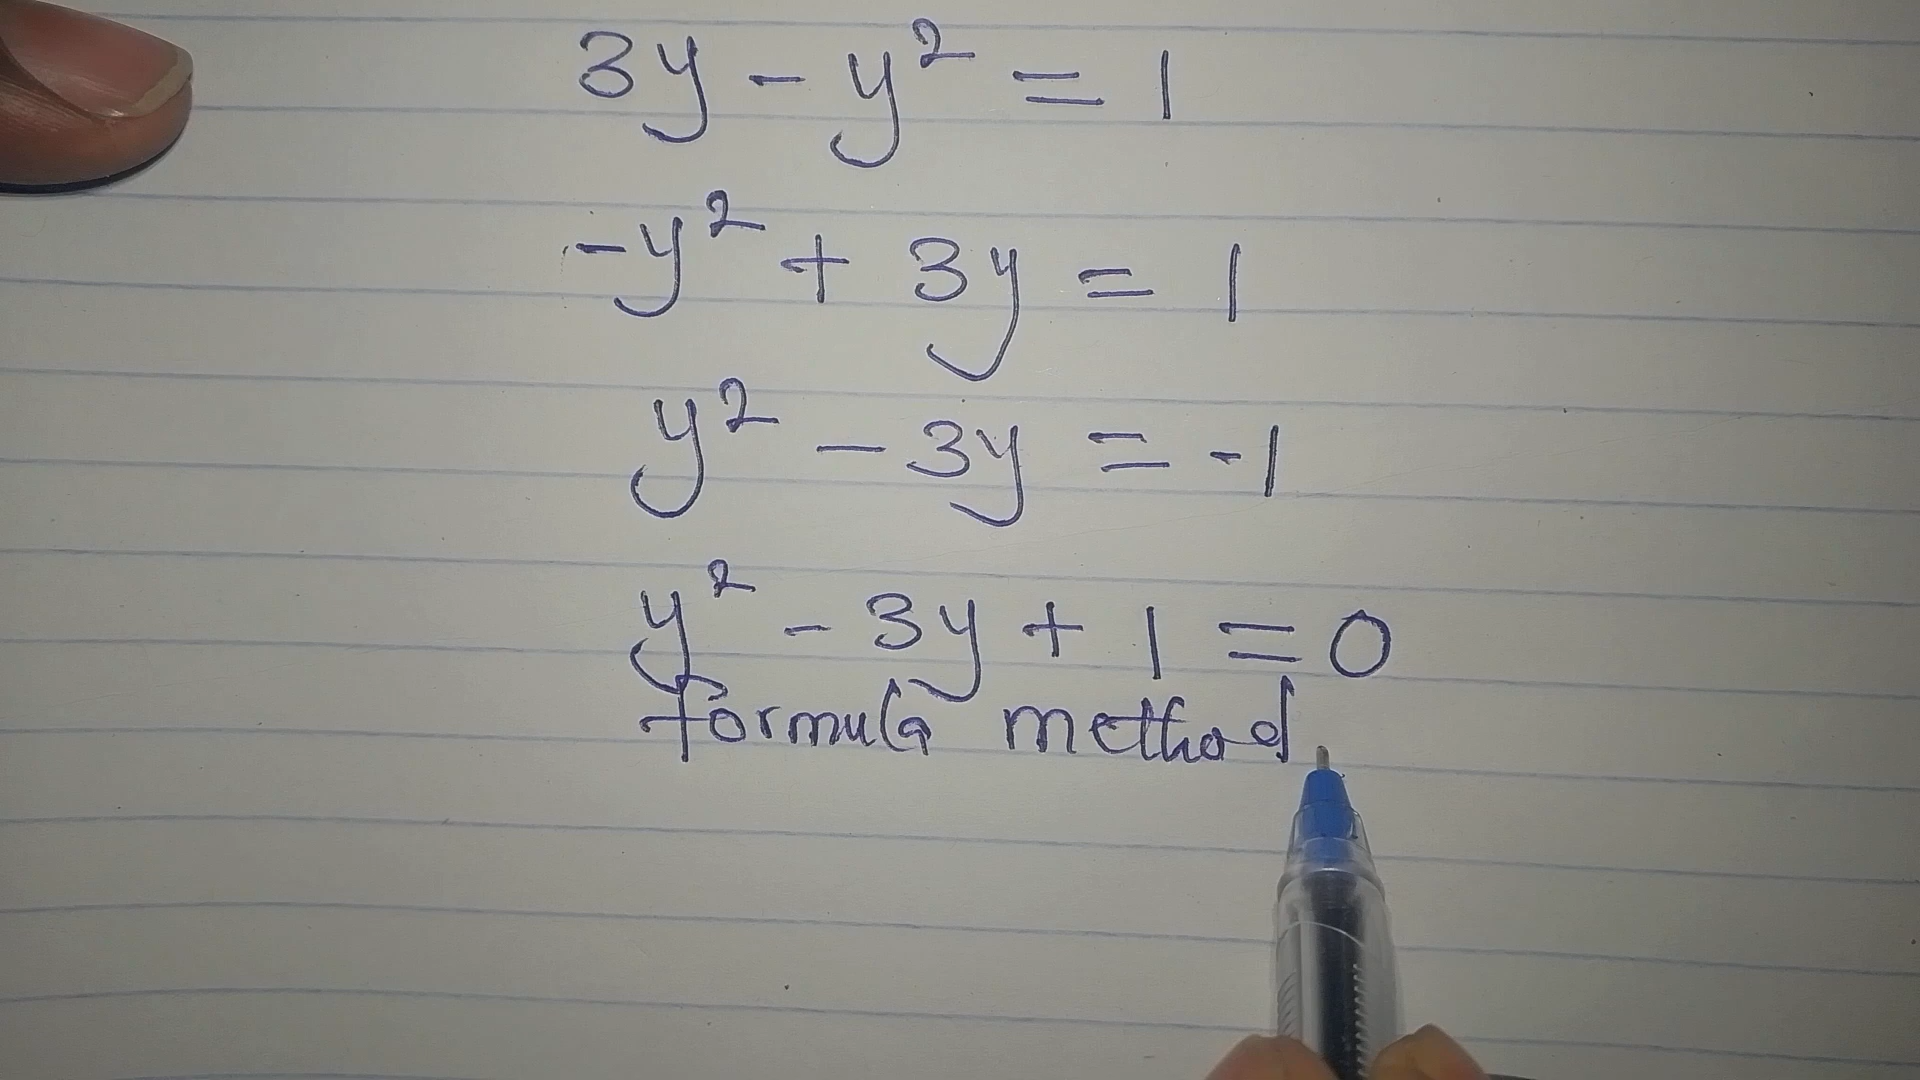 3y - y² = 1
-y² + 3y = 1
y² - 3y = -1
y² - 3y + 1 = 0
formula method.